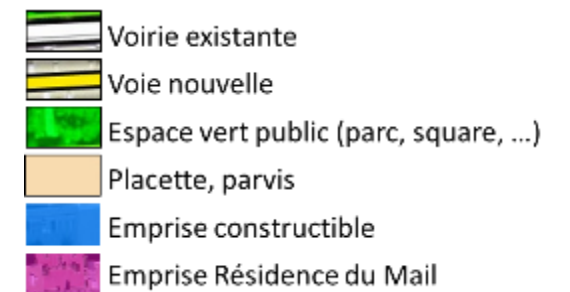 Voirie existante
Voie nouvelle
Espace vert public (parc, square, ...)
Placette, parvis
Emprise constructible
Emprise Résidence du Mail